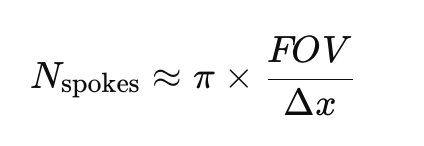 N_spokes ≈ π × FOV / Δx